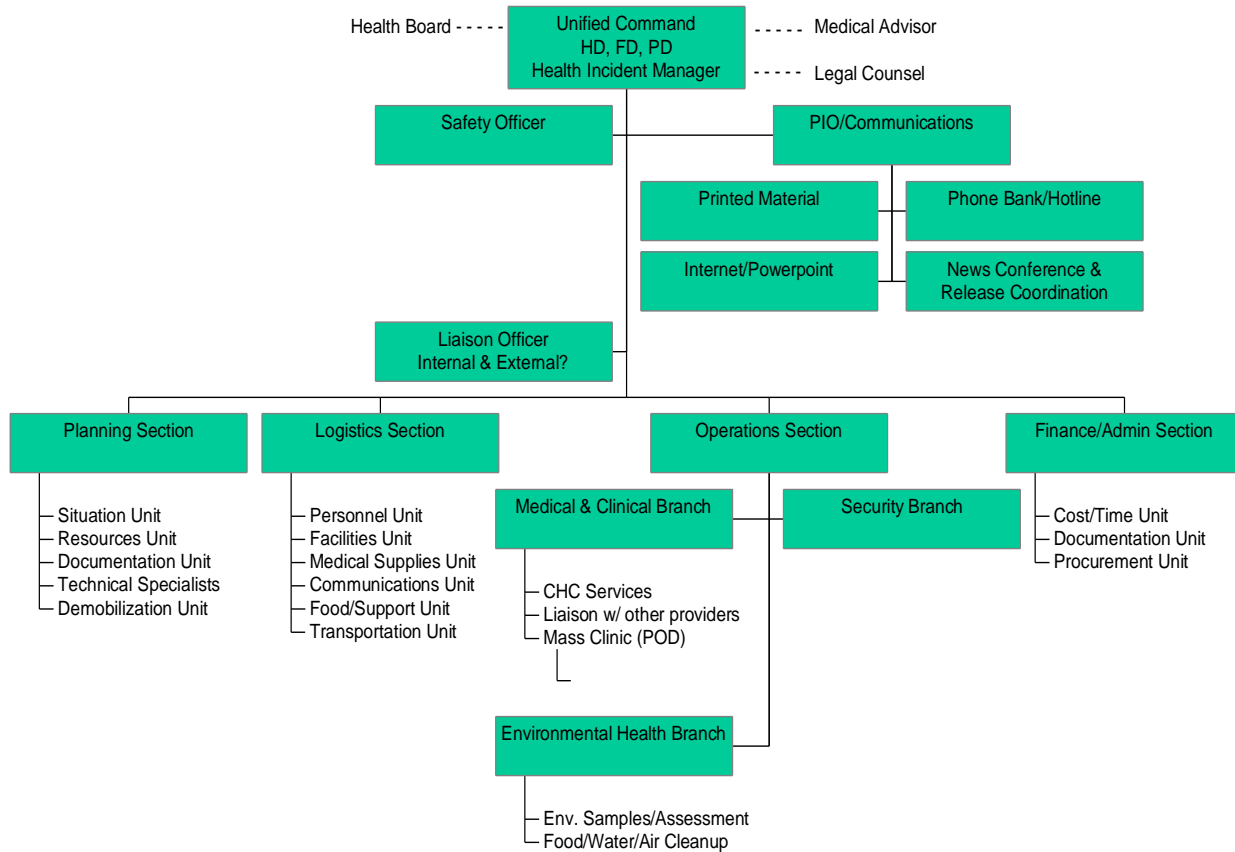 Health Board
Unified Command
HD, FD, PD
Health Incident Manager
Medical Advisor
Legal Counsel
Safety Officer
PIO/Communications
Printed Material
Phone Bank/Hotline
Internet/Powerpoint
News Conference &
Release Coordination
Liaison Officer
Internal & External?
Planning Section
Logistics Section
Operations Section
Finance/Admin Section
Situation Unit
Resources Unit
Documentation Unit
Technical Specialists
Demobilization Unit
Personnel Unit
Facilities Unit
Medical Supplies Unit
Communications Unit
Food/Support Unit
Transportation Unit
Medical & Clinical Branch
Security Branch
CHC Services
Liaison w/ other providers
Mass Clinic (POD)
Cost/Time Unit
Documentation Unit
Procurement Unit
Environmental Health Branch
Env. Samples/Assessment
Food/Water/Air Cleanup